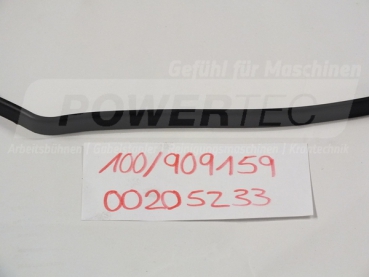 Gefühl für Maschinen
POWERTEC
100/909159
00205233